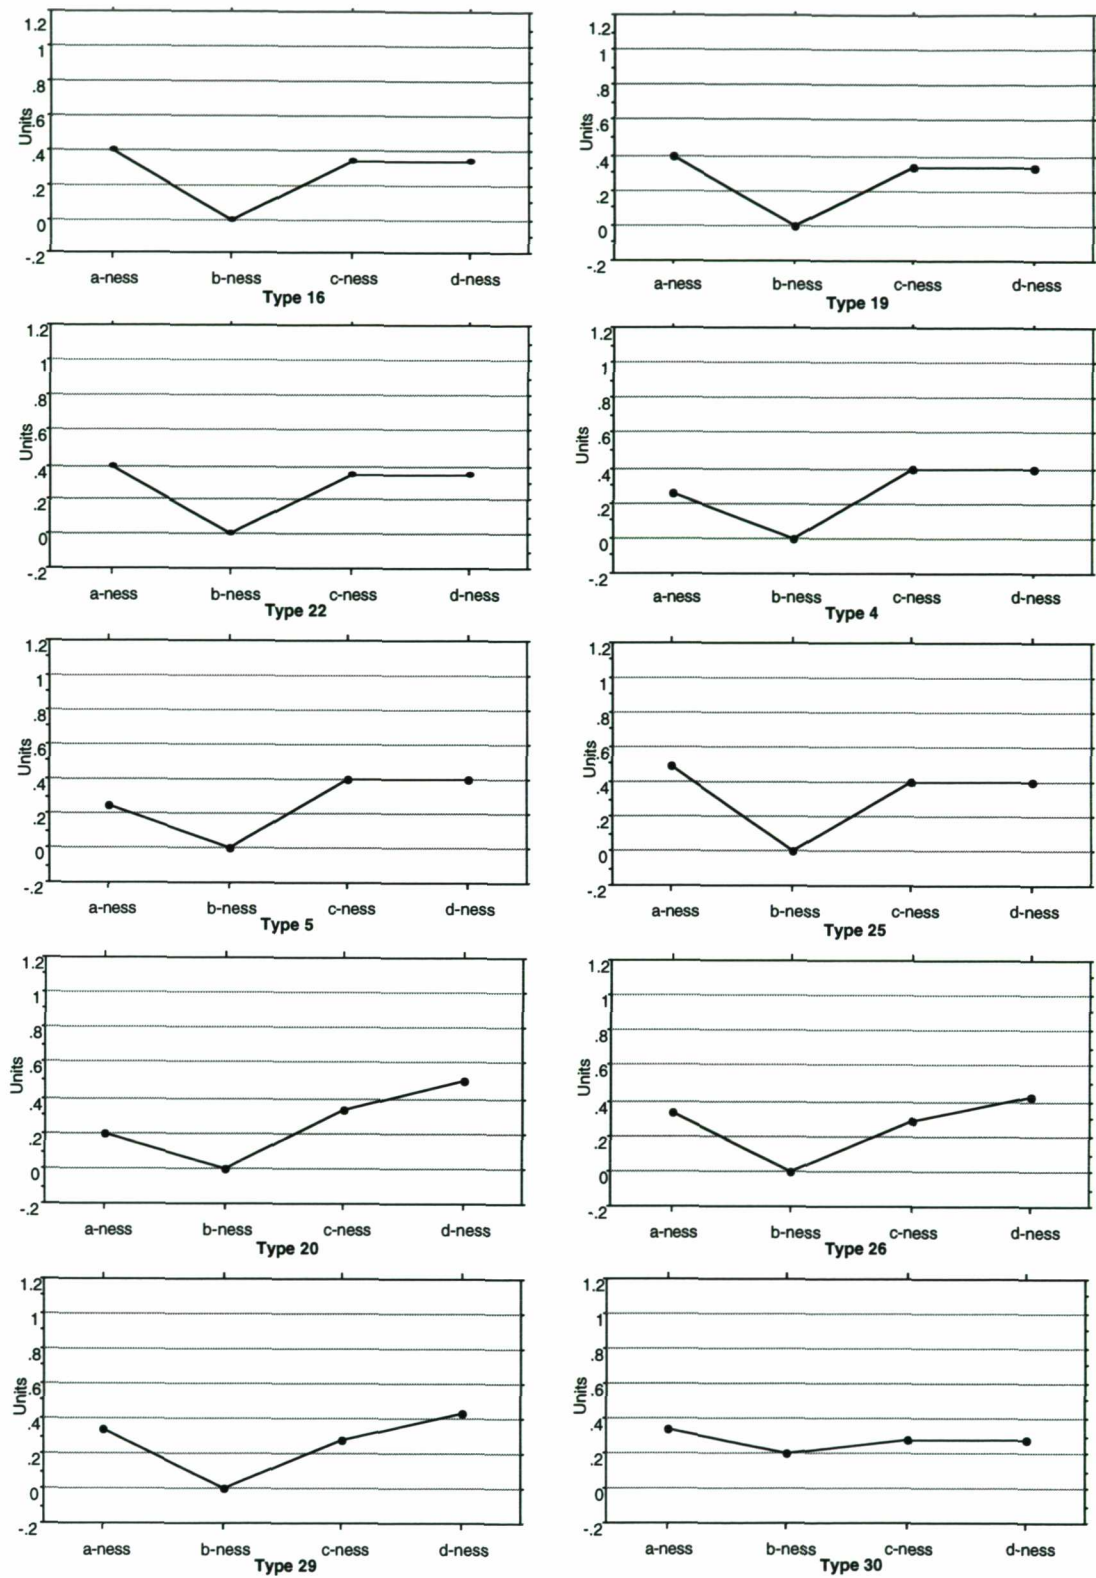 1.2
1
.8
.6
.4
.2
0
-.2
Units
a-ness b-ness c-ness d-ness
Type 16
1.2
1
.8
.6
.4
.2
0
-.2
Units
a-ness b-ness c-ness d-ness
Type 19
1.2
1
.8
.6
.4
.2
0
-.2
Units
a-ness b-ness c-ness d-ness
Type 22
1.2
1
.8
.6
.4
.2
0
-.2
Units
a-ness b-ness c-ness d-ness
Type 4
1.2
1
.8
.6
.4
.2
0
-.2
Units
a-ness b-ness c-ness d-ness
Type 5
1.2
1
.8
.6
.4
.2
0
-.2
Units
a-ness b-ness c-ness d-ness
Type 25
1.2
1
.8
.6
.4
.2
0
-.2
Units
a-ness b-ness c-ness d-ness
Type 20
1.2
1
.8
.6
.4
.2
0
-.2
Units
a-ness b-ness c-ness d-ness
Type 26
1.2
1
.8
.6
.4
.2
0
-.2
Units
a-ness b-ness c-ness d-ness
Type 29
1.2
1
.8
.6
.4
.2
0
-.2
Units
a-ness b-ness c-ness d-ness
Type 30